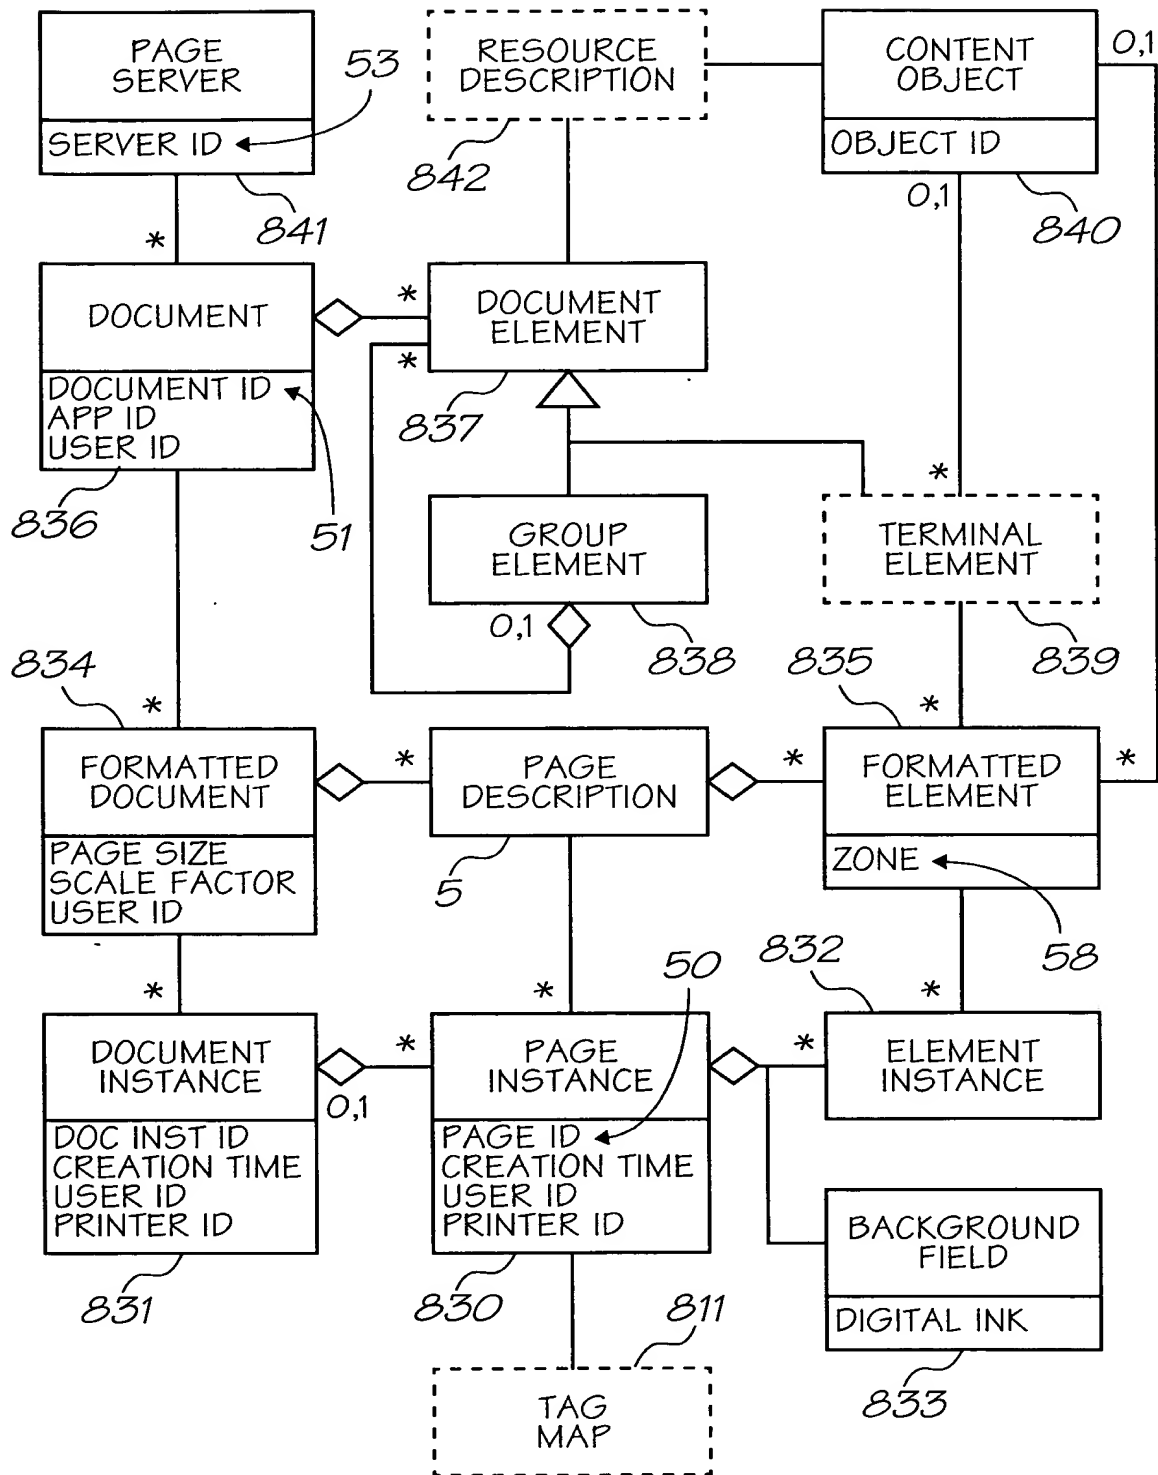 PAGE
SERVER
SERVER ID
53
841
*
RESOURCE
DESCRIPTION
842
CONTENT
OBJECT
OBJECT ID
0,1
0,1
840
DOCUMENT
DOCUMENT ID
APP ID
USER ID
836
51
*
*
DOCUMENT
ELEMENT
837
GROUP
ELEMENT
0,1
838
*
TERMINAL
ELEMENT
839
834
*
FORMATTED
DOCUMENT
PAGE SIZE
SCALE FACTOR
USER ID
*
PAGE
DESCRIPTION
5
835
*
*
*
FORMATTED
ELEMENT
ZONE
58
*
DOCUMENT
INSTANCE
0,1
DOC INST ID
CREATION TIME
USER ID
PRINTER ID
831
*
*
50
PAGE
INSTANCE
PAGE ID
CREATION TIME
USER ID
PRINTER ID
830
832
*
*
ELEMENT
INSTANCE
BACKGROUND
FIELD
DIGITAL INK
833
811
TAG
MAP